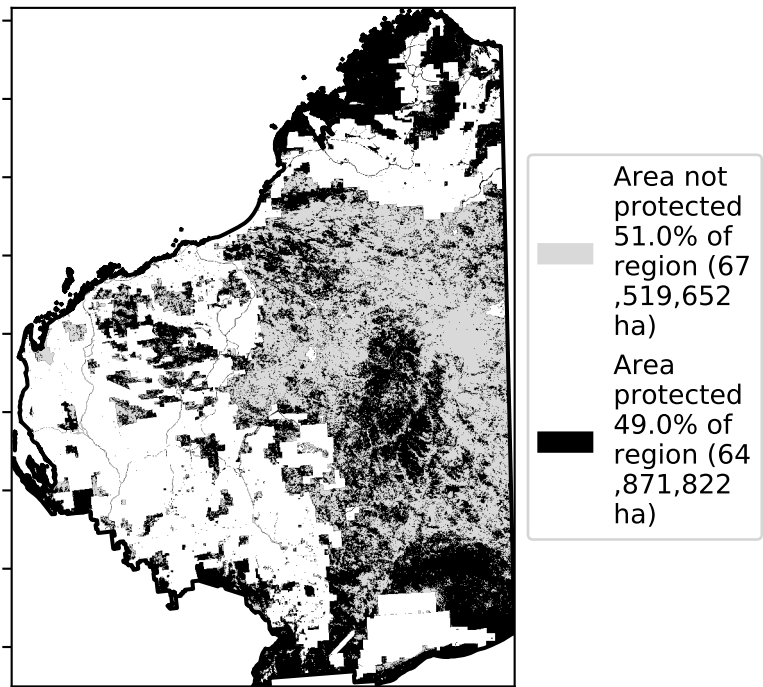 Area not
protected
51.0% of
region (67
,519,652
ha)
Area
protected
49.0% of
region (64
,871,822
ha)